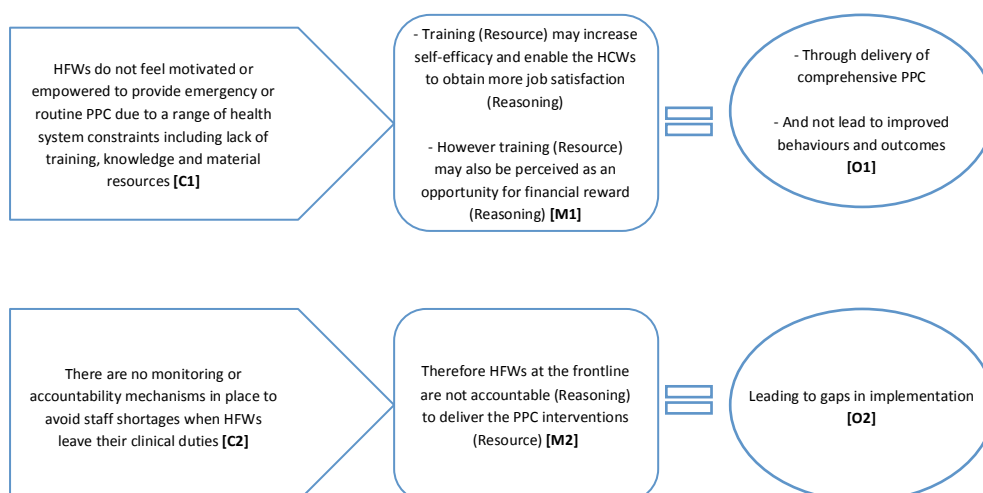 HFWs do not feel motivated or
empowered to provide emergency or
routine PPC due to a range of health
system constraints including lack of
training, knowledge and material
resources [C1]
- Training (Resource) may increase
self-efficacy and enable the HCWs
to obtain more job satisfaction
(Reasoning)
- However training (Resource)
may also be perceived as an
opportunity for financial reward
(Reasoning) [M1]
- Through delivery of
comprehensive PPC
- And not lead to improved
behaviours and outcomes
[O1]
There are no monitoring or
accountability mechanisms in place to
avoid staff shortages when HFWs
leave their clinical duties [C2]
Therefore HFWs at the frontline
are not accountable (Reasoning)
to deliver the PPC interventions
(Resource) [M2]
Leading to gaps in implementation
[O2]